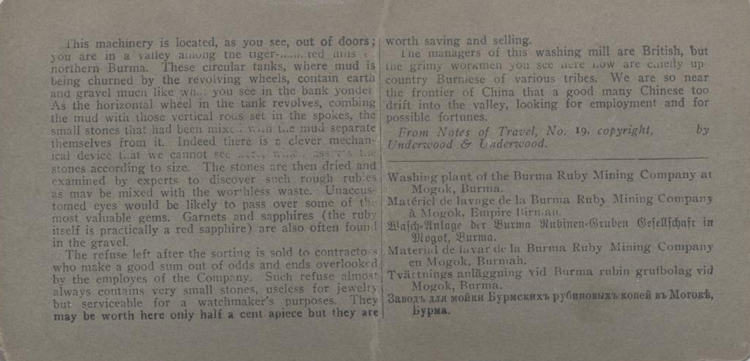 This machinery is located, as you see, out of doors;
you are in a valley among the tiger- hills of
northern Burma. These circular tanks, where mud is
being churned by the revolving wheels, contain earth
and gravel much like what you see in the bank yonder
As the horizontal wheel in the tank revolves, combing
the mud with those vertical rods set in the spokes, the
small stones that had been mixed with the mud separate
themselves from it. Indeed there is a clever mechan-
ical device that we cannot see
stones according to size. The stones are then dried and
examined by experts to discover such rough rubies
as may be mixed with the worthless waste. Unaccus-
tomed eyes would be likely to pass over some of the
most valuable gems. Garnets and sapphires (the ruby
itself is practically a red sapphire) are also often found
in the gravel.
The refuse left after the sorting is sold to contractors
who make a good sum out of odds and ends overlooked
by the employes of the Company. Such refuse almost
always contains very small stones, useless for jewelry
but serviceable for a watchmaker's purposes. They
may be worth here only half a cent apiece but they are
worth saving and selling.
The managers of this washing mill are British, but
the grimy workmen you see here now are chiefly up-
country Burmese of various tribes. We are so near
the frontier of China that a good many Chinese too
drift into the valley, looking for employment and for
possible fortunes.
From Notes of Travel, No. 19, copyright, by
Underwood & Underwood.
Washing plant of the Burma Ruby Mining Company at
Mogok, Burma.
Matériel de lavage de la Burma Ruby Mining Company
à Mogok, Empire Birman.
Wasch-Anlage der Burma Rubinen-Gruben Gesellschaft in
Mogok, Burma.
Material de lavar de la Burma Ruby Mining Company
en Mogok, Burmah.
Tvättnings anläggning vid Burma rubin grufbolag vid
Mogok, Burma.
Заводъ для мойки Бурмскихъ рубиновыхъ копей въ Могокѣ,
Бурма.